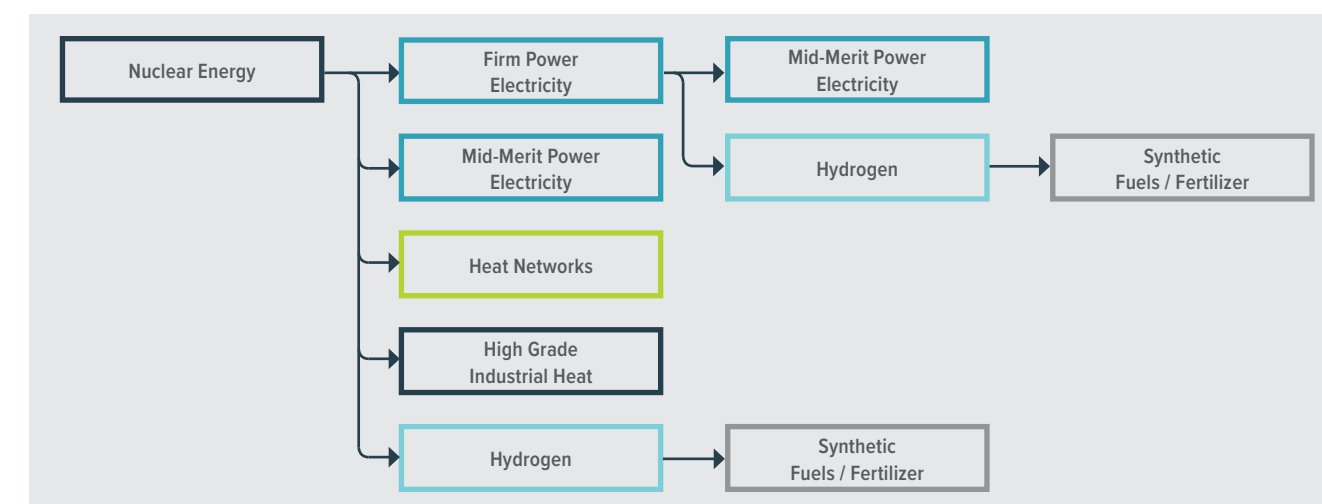 Nuclear Energy
Firm Power
Electricity
Mid-Merit Power
Electricity
Mid-Merit Power
Electricity
Hydrogen
Synthetic
Fuels / Fertilizer
Heat Networks
High Grade
Industrial Heat
Hydrogen
Synthetic
Fuels / Fertilizer